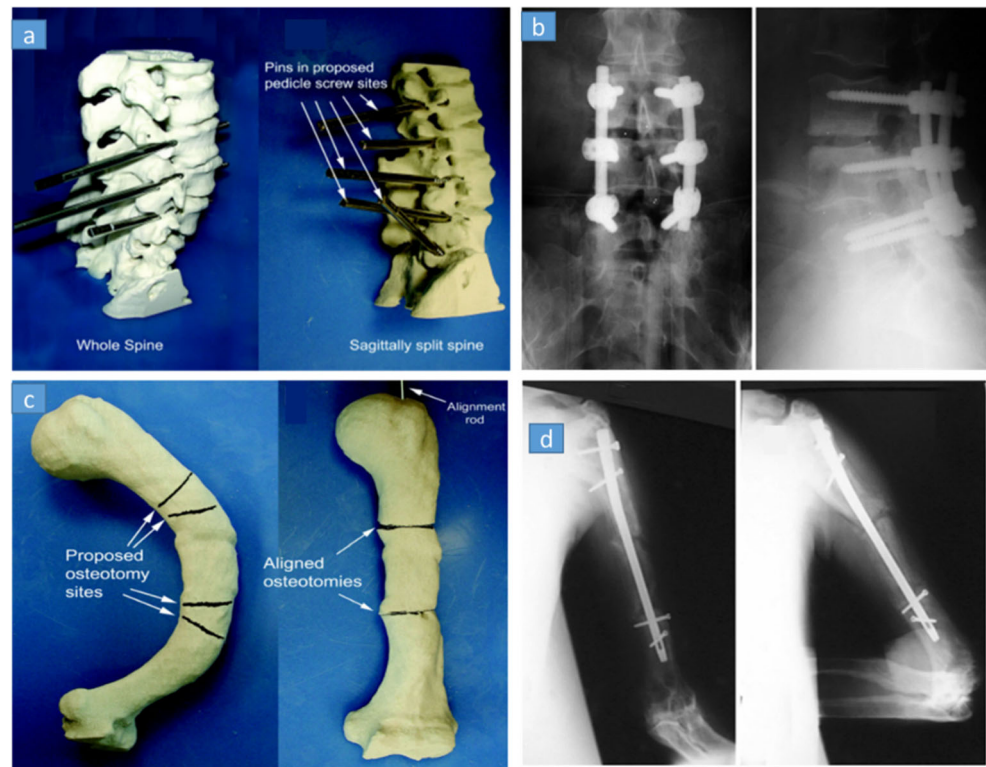 a
Pins in proposed
pedicle screw sites
Whole Spine
Sagittally split spine
b
c
Proposed
osteotomy
sites
Alignment
rod
Aligned
osteotomies
d